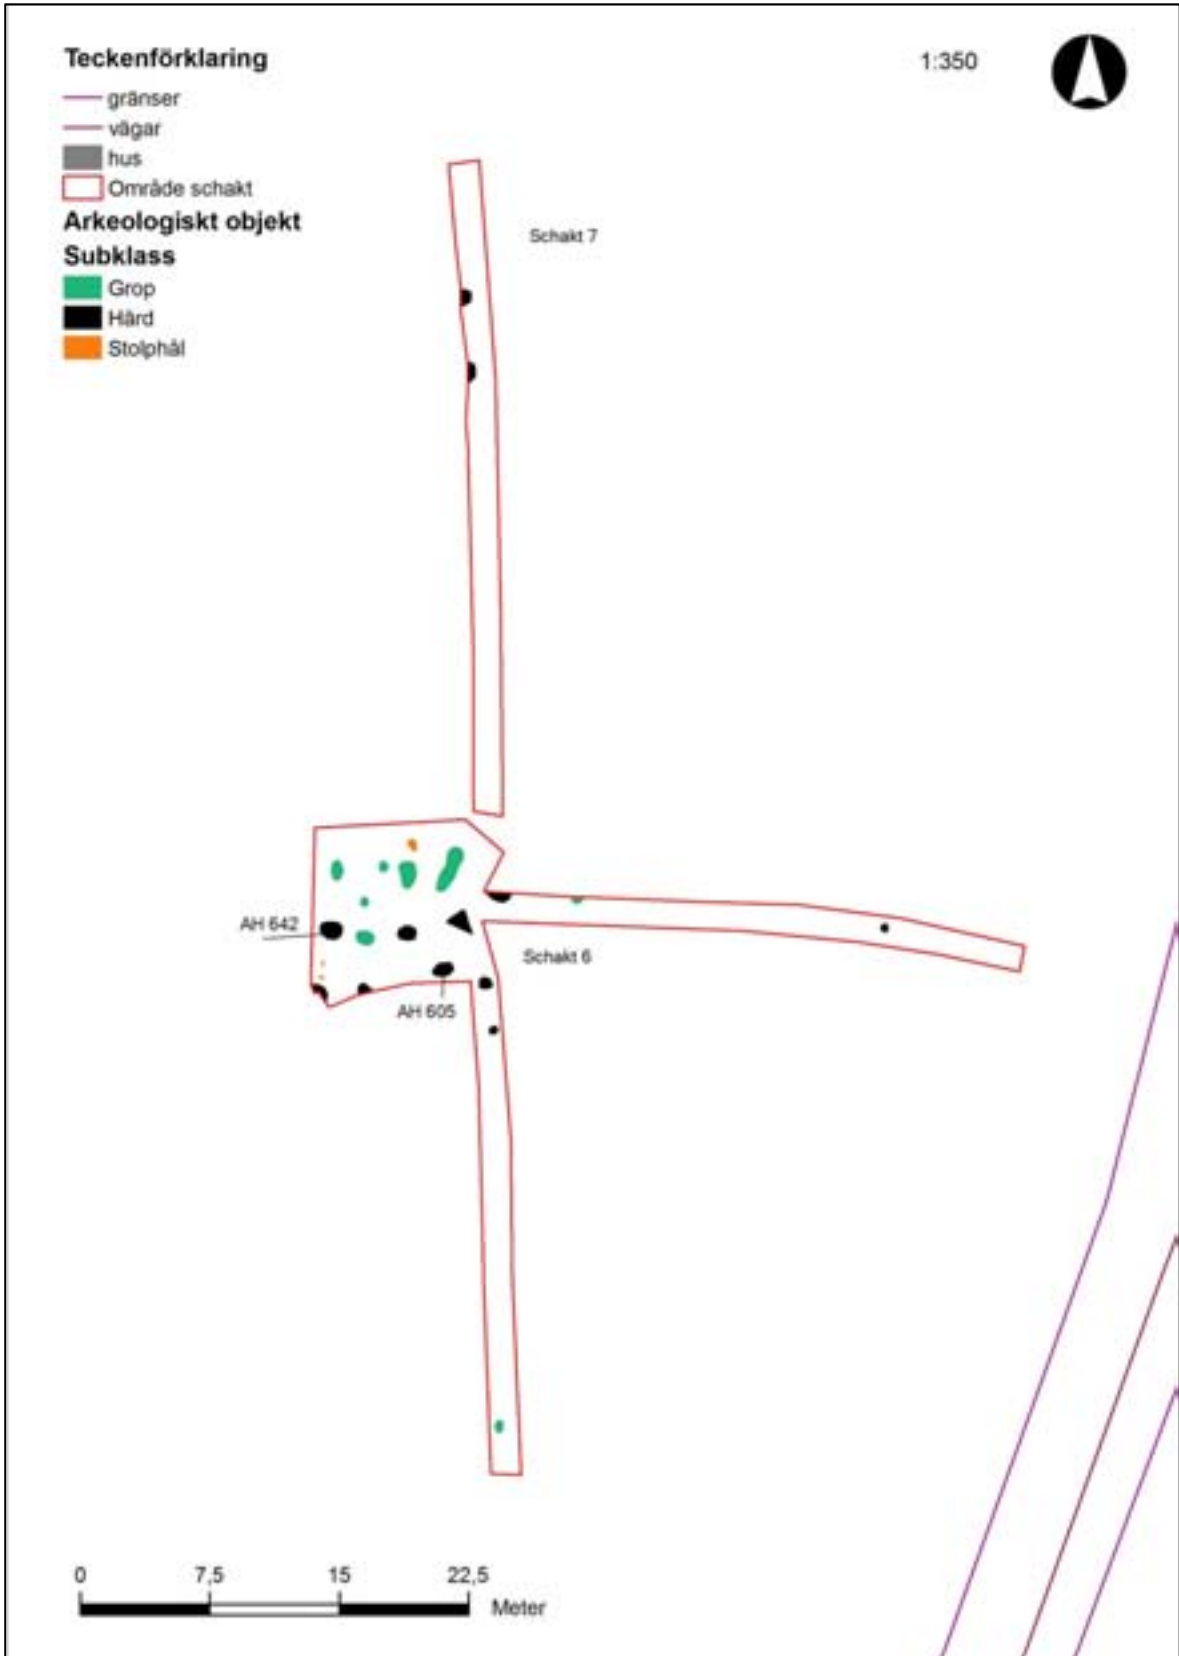 Teckenförklaring
1:350
gränser
vägar
hus
Område schakt
Arkeologiskt objekt
Subklass
Grop
Härd
Stolphål
Schakt 7
AH 642
Schakt 6
AH 605
0 7,5 15 22,5
Meter